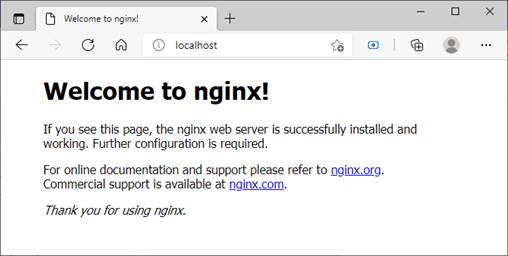 Welcome to nginx!
localhost
Welcome to nginx!
If you see this page, the nginx web server is successfully installed and
working. Further configuration is required.
For online documentation and support please refer to nginx.org.
Commercial support is available at nginx.com.
Thank you for using nginx.